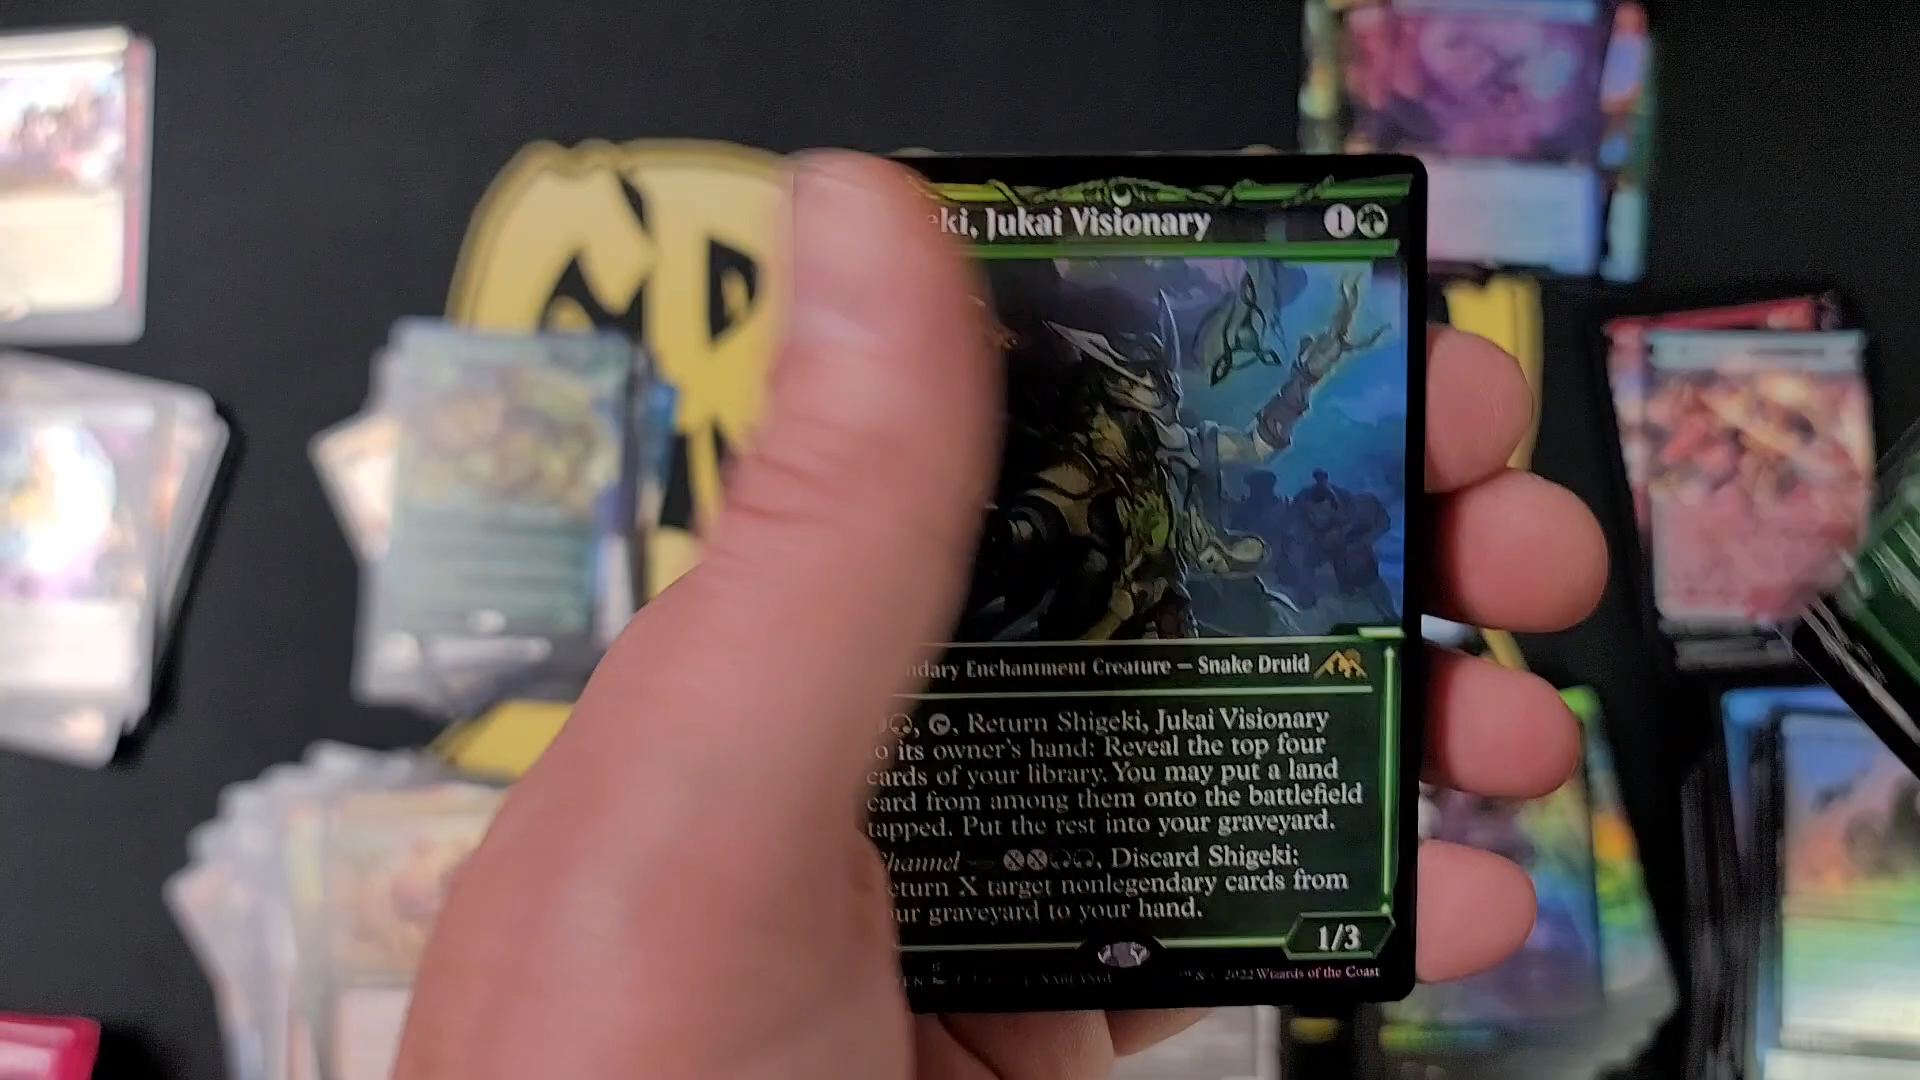 eki, Jukai Visionary 1
ndary Enchantment Creature — Snake Druid
, Return Shigeki, Jukai Visionary
o its owner's hand: Reveal the top four
cards of your library. You may put a land
card from among them onto the battlefield
tapped. Put the rest into your graveyard.
Channel — XX, Discard Shigeki:
eturn X target nonlegendary cards from
ur graveyard to your hand.
1/3
2022 Wizards of the Coast